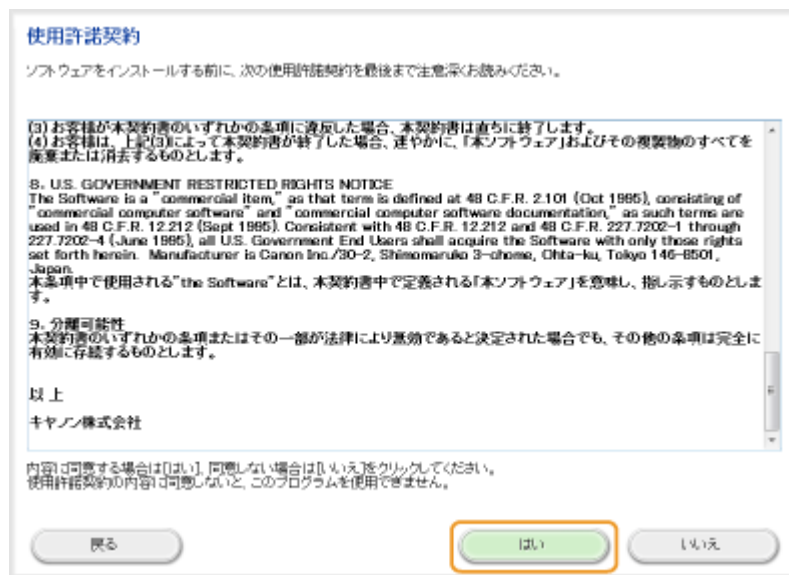 使用許諾契約
ソフトウェアをインストールする前に、次の使用許諾契約を最後まで注意深くお読みください。
(3) お客様が本契約書のいずれかの条項に違反した場合、本契約書は直ちに終了します。
(4) お客様は、上記(3)によって本契約書が終了した場合、速やかに、「本ソフトウェア」およびその複製物のすべてを
廃棄または消去するものとします。
8. U.S. GOVERNMENT RESTRICTED RIGHTS NOTICE
The Software is a "commercial item," as that term is defined at 48 C.F.R. 2.101 (Oct 1995), consisting of
"commercial computer software" and "commercial computer software documentation," as such terms are
used in 48 C.F.R. 12.212 (Sept 1995). Consistent with 48 C.F.R. 12.212 and 48 C.F.R. 227.7202-1 through
227.7202-4 (June 1995), all U.S. Government End Users shall acquire the Software with only those rights
set forth herein. Manufacturer is Canon Inc./30-2, Shimomaruko 3-chome, Ohta-ku, Tokyo 146-8501,
Japan.
本条項中で使用される"the Software"とは、本契約書中で定義される「本ソフトウェア」を意味し、指し示すものとしま
す。
9. 分離可能性
本契約書のいずれかの条項またはその一部が法律により無効であると決定された場合でも、その他の条項は完全に
有効に存続するものとします。
以上
キヤノン株式会社
内容に同意する場合は[はい]、同意しない場合は[いいえ]をクリックしてください。
使用許諾契約の内容に同意しないと、このプログラムを使用できません。
戻る
はい
いいえ